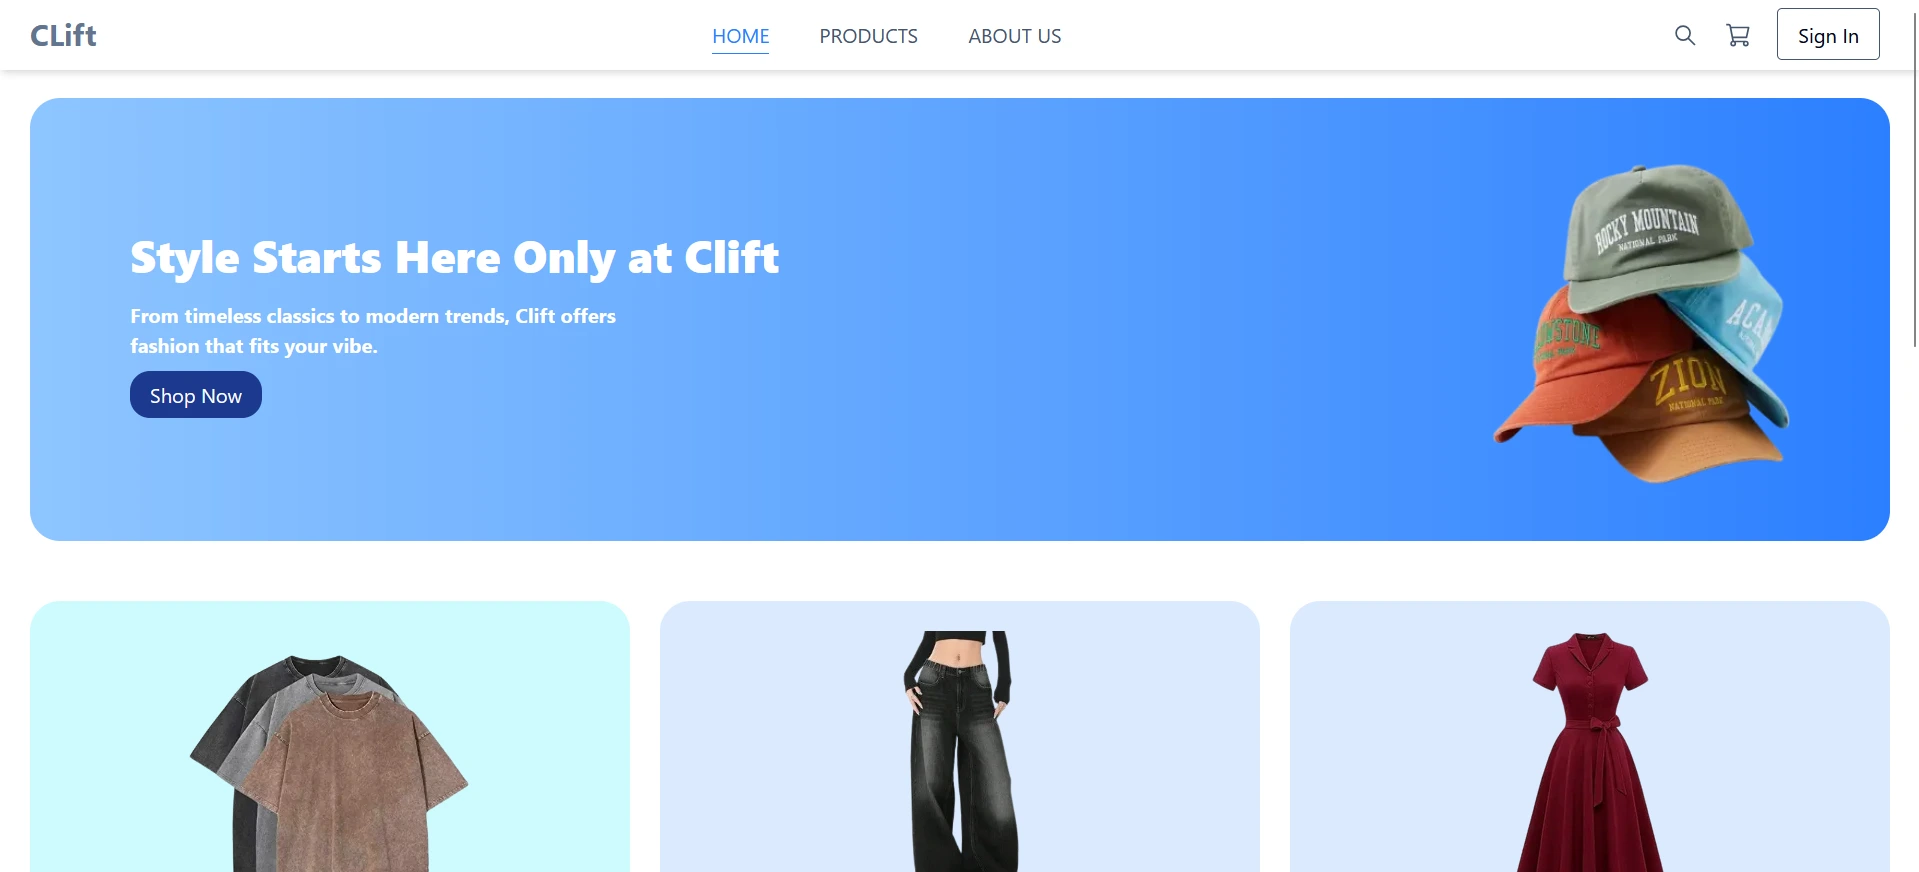 CLift
HOME
PRODUCTS
ABOUT US
Sign In
Style Starts Here Only at Clift
From timeless classics to modern trends, Clift offers
fashion that fits your vibe.
Shop Now
ROCKY MOUNTAIN
NATIONAL PARK
ACA
ZION
NATIONAL PARK